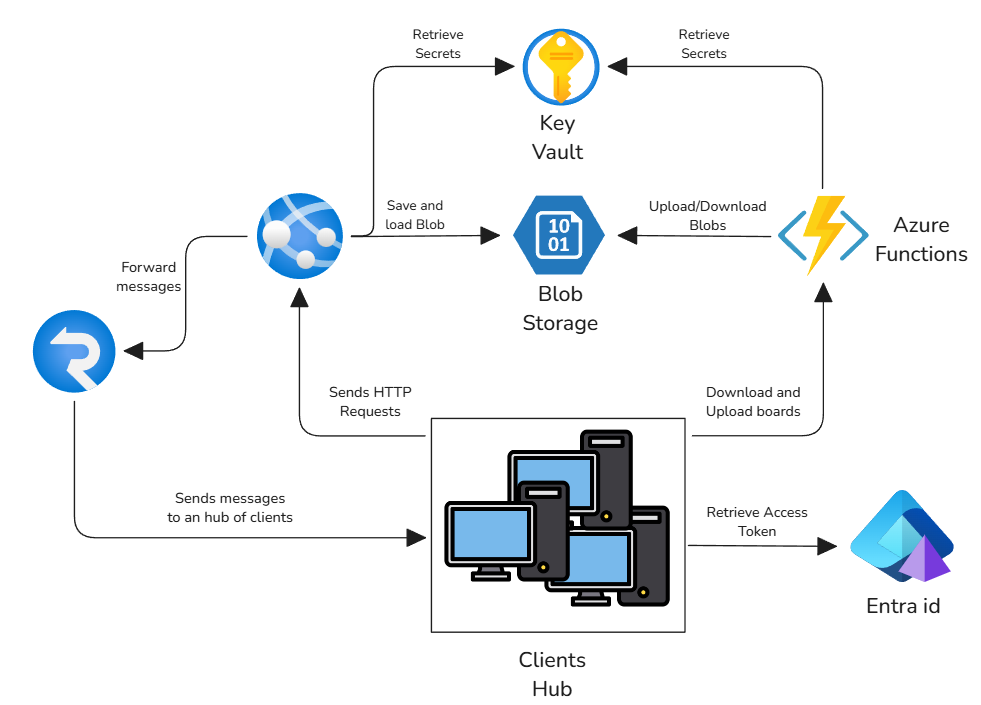 Retrieve
Secrets
Retrieve
Secrets
Key
Vault
Save and
load Blob
Upload/Download
Blobs
10
01
Azure
Functions
Forward
messages
Blob
Storage
Sends HTTP
Requests
Download and
Upload boards
Sends messages
to an hub of clients
Retrieve Access
Token
Entra id
Clients
Hub